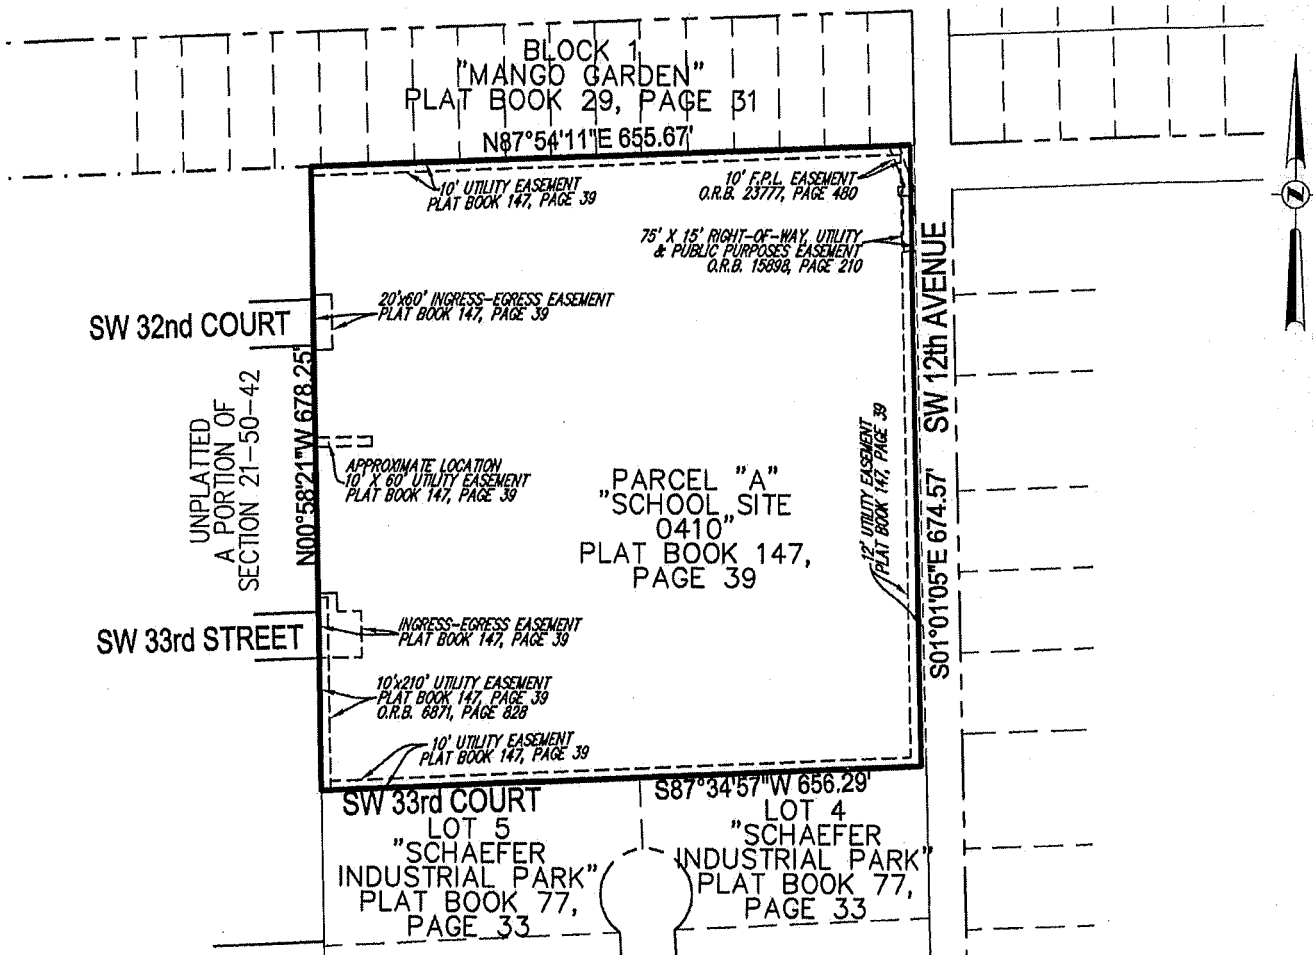 BLOCK 1
"MANGO GARDEN"
PLAT BOOK 29, PAGE 31
N87°54'11"E 655.67'
10' UTILITY EASEMENT
PLAT BOOK 147, PAGE 39
10' F.P.L. EASEMENT
O.R.B. 23777, PAGE 480
75' X 15' RIGHT-OF-WAY, UTILITY
& PUBLIC PURPOSES EASEMENT
O.R.B. 15898, PAGE 210
Z
20'x60' INGRESS-EGRESS EASEMENT
PLAT BOOK 147, PAGE 39
SW 32nd COURT
N00°58'21"W 678.25'
UNPLATTED
A PORTION OF
SECTION 21-50-42
APPROXIMATE LOCATION
10' X 60' UTILITY EASEMENT
PLAT BOOK 147, PAGE 39
PARCEL "A"
"SCHOOL SITE
0410"
PLAT BOOK 147,
PAGE 39
12' UTILITY EASEMENT
PLAT BOOK 147, PAGE 39
S01°01'05"E 674.57'
SW 12th AVENUE
SW 33rd STREET
INGRESS-EGRESS EASEMENT
PLAT BOOK 147, PAGE 39
10'x210' UTILITY EASEMENT
PLAT BOOK 147, PAGE 39
O.R.B. 6871, PAGE 828
10' UTILITY EASEMENT
PLAT BOOK 147, PAGE 39
S87°34'57"W 656.29'
SW 33rd COURT
LOT 5
"SCHAEFER
INDUSTRIAL PARK"
PLAT BOOK 77,
PAGE 33
LOT 4
"SCHAEFER
INDUSTRIAL PARK"
PLAT BOOK 77,
PAGE 33